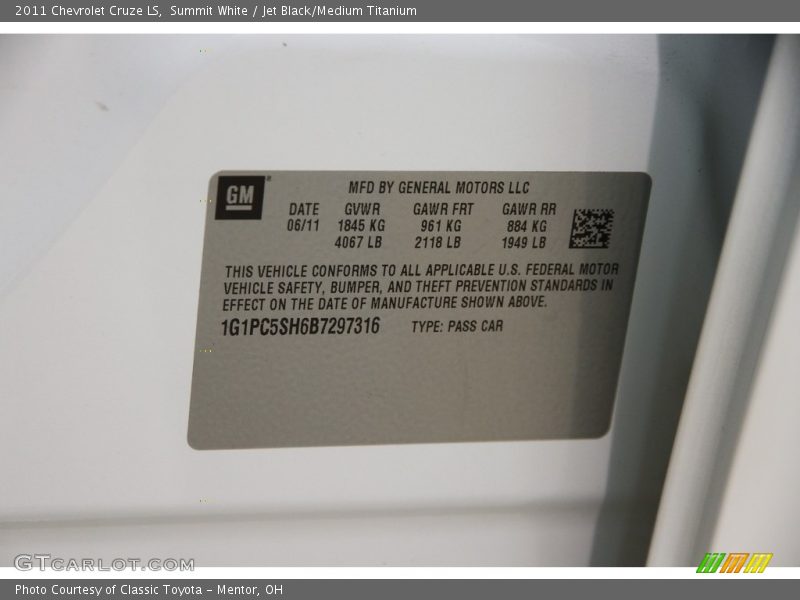 2011 Chevrolet Cruze LS,  Summit White / Jet Black/Medium Titanium
GM®
MFD BY GENERAL MOTORS LLC
DATE GVWR GAWR FRT GAWR RR
06/11 1845 KG 961 KG 884 KG
4067 LB 2118 LB 1949 LB
THIS VEHICLE CONFORMS TO ALL APPLICABLE U.S. FEDERAL MOTOR
VEHICLE SAFETY, BUMPER, AND THEFT PREVENTION STANDARDS IN
EFFECT ON THE DATE OF MANUFACTURE SHOWN ABOVE.
1G1PC5SH6B7297316 TYPE: PASS CAR
GTCARLOT.COM
Photo Courtesy of Classic Toyota - Mentor, OH